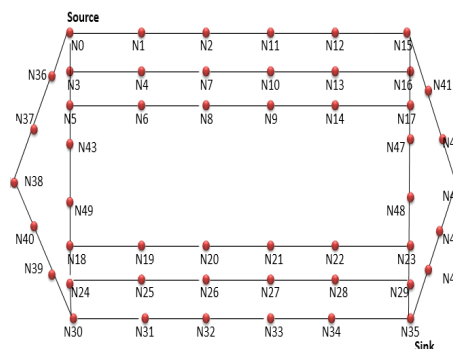 Source
N0 N1 N2 N11 N12 N15
N36
N3 N4 N7 N10 N13 N16 N41
N5 N6 N8 N9 N14 N17
N37
N43 N47
N38
N49 N48
N40
N18 N19 N20 N21 N22 N23
N39
N24 N25 N26 N27 N28 N29
N30 N31 N32 N33 N34 N35
Sink